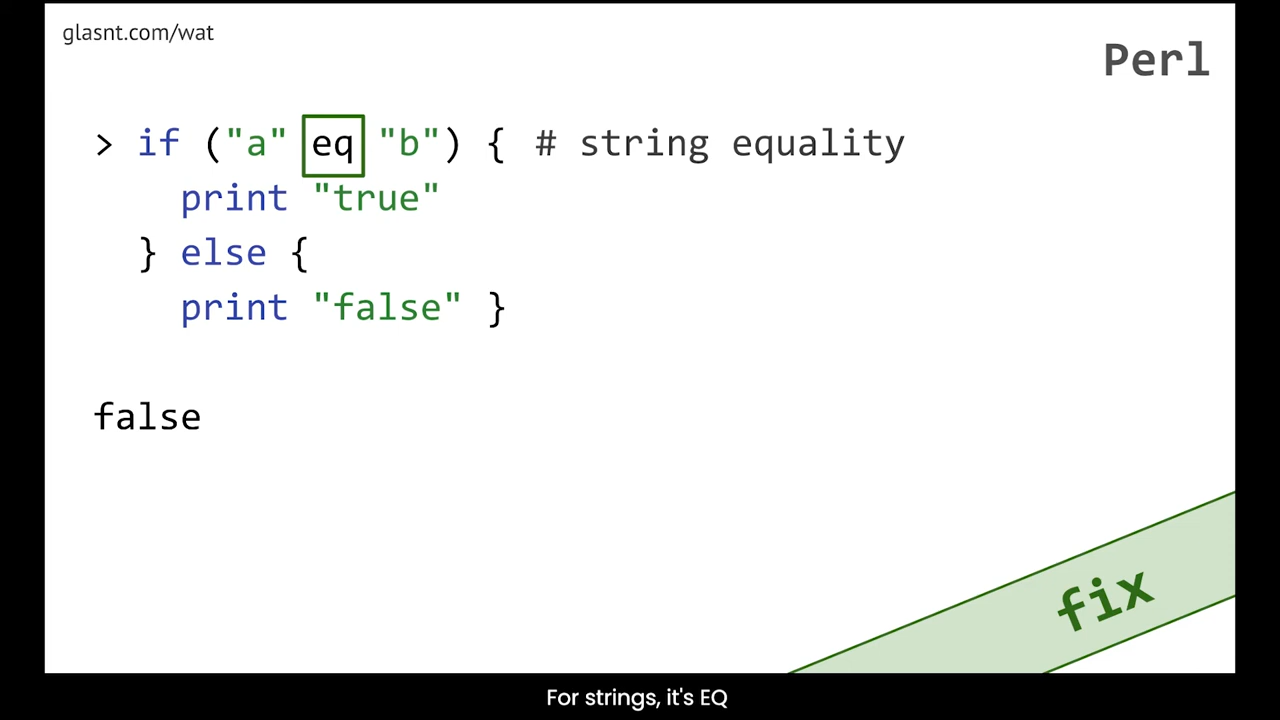 glasnt.com/wat
Perl
> if ("a" eq "b") { # string equality
print "true"
} else {
print "false" }
false
fix
For strings, it's EQ